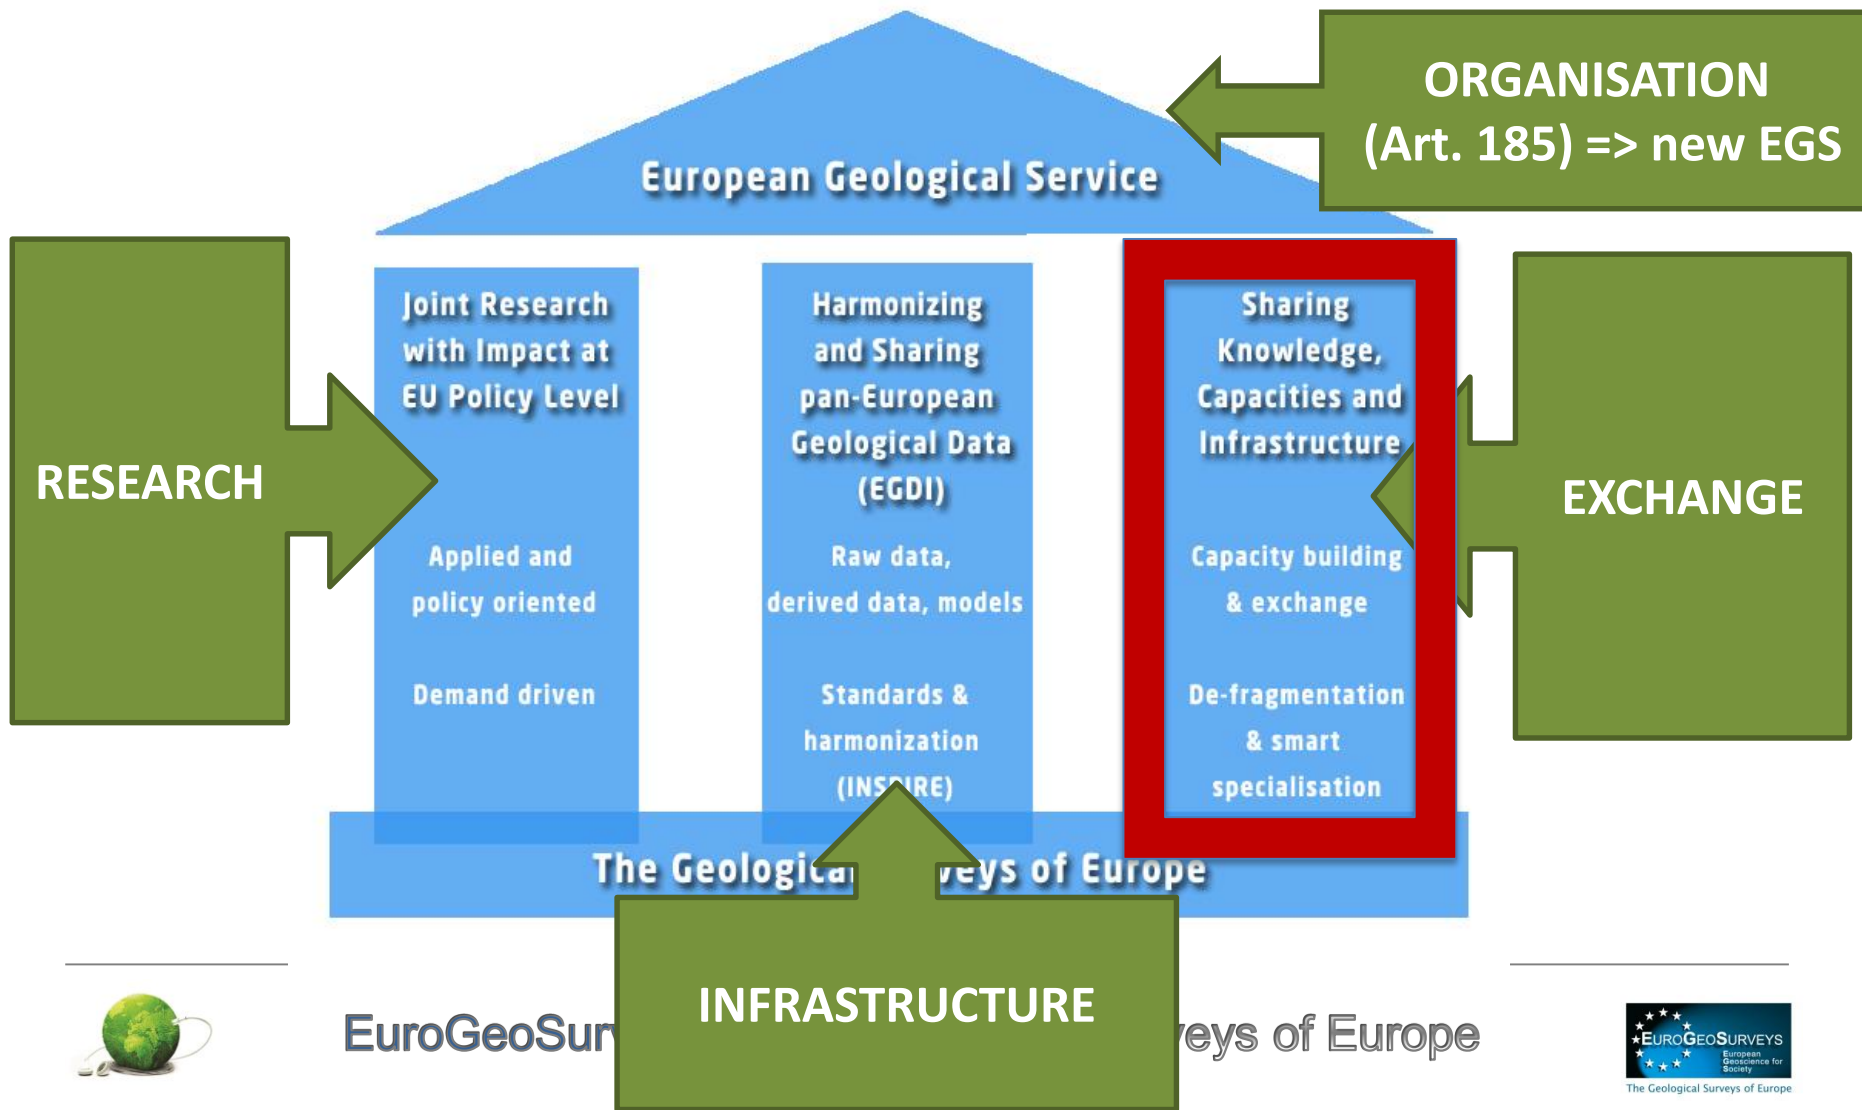 ORGANISATION
(Art. 185) => new EGS
European Geological Service
RESEARCH
Joint Research
with Impact at
EU Policy Level
Applied and
policy oriented
Demand driven
Harmonizing
and Sharing
pan-European
Geological Data
(EGDI)
Raw data,
derived data, models
Standards &
harmonization
(INSPIRE)
Sharing
Knowledge,
Capacities and
Infrastructure
Capacity building
& exchange
De-fragmentation
& smart
specialisation
EXCHANGE
The Geological veys of Europe
INFRASTRUCTURE
EuroGeoSur veys of Europe
EUROGEOSURVEYS
European
Geoscience for
Society
The Geological Surveys of Europe